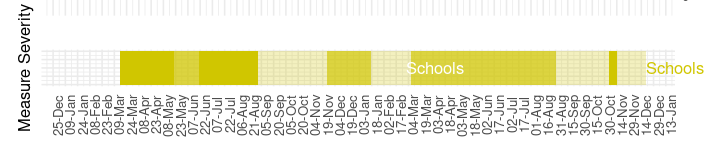 Measure Severity
Schools
Schools
25-Dec
09-Jan
24-Jan
08-Feb
23-Feb
09-Mar
24-Mar
08-Apr
23-Apr
08-May
23-May
07-Jun
22-Jun
07-Jul
22-Jul
06-Aug
21-Aug
05-Sep
20-Sep
05-Oct
20-Oct
04-Nov
19-Nov
04-Dec
19-Dec
03-Jan
18-Jan
02-Feb
17-Feb
04-Mar
19-Mar
03-Apr
18-Apr
03-May
18-May
02-Jun
17-Jun
02-Jul
17-Jul
01-Aug
16-Aug
31-Aug
15-Sep
30-Sep
15-Oct
30-Oct
14-Nov
29-Nov
14-Dec
29-Dec
13-Jan